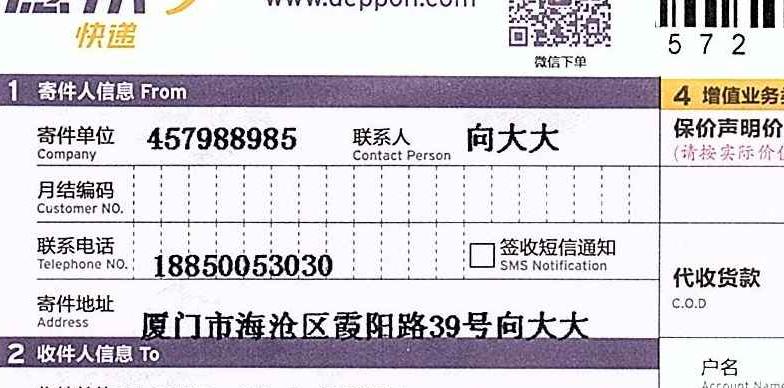 快递
www.deppon.com
微信下单
572
1 寄件人信息 From
4 增值业务
寄件单位 457988985 联系人 向大大
Company Contact Person
保价声明价
(请按实际价
月结编码
Customer NO.
联系电话 18850053030 签收短信通知
Telephone NO. SMS Notification
代收货款
C.O.D
寄件地址 厦门市海沧区霞阳路39号向大大
Address
2 收件人信息 To
户名
Account Name